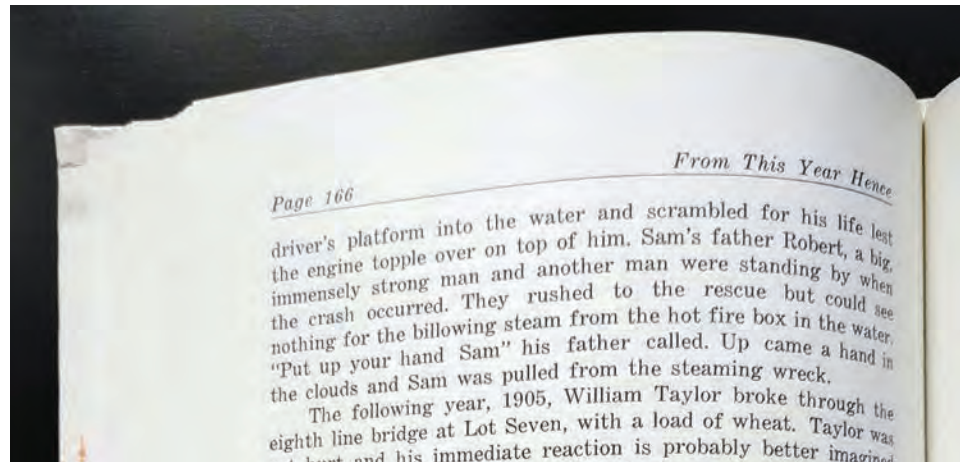 Page 166
From This Year Hence
driver's platform into the water and scrambled for his life lest
the engine topple over on top of him. Sam's father Robert, a big,
immensely strong man and another man were standing by when
the crash occurred. They rushed to the rescue but could see
nothing for the billowing steam from the hot fire box in the water.
“Put up your hand Sam” his father called. Up came a hand in
the clouds and Sam was pulled from the steaming wreck.
The following year, 1905, William Taylor broke through the
eighth line bridge at Lot Seven, with a load of wheat. Taylor was
hurt and his immediate reaction is probably better imagined